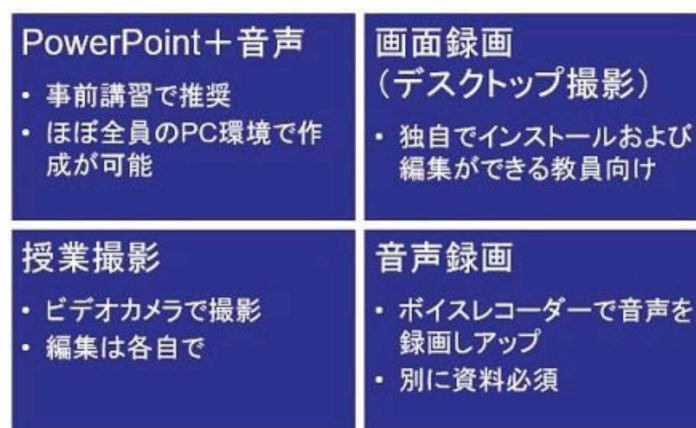 PowerPoint＋音声
• 事前講習で推奨
• ほぼ全員のPC環境で作
成が可能
画面録画
（デスクトップ撮影）
• 独自でインストールおよび
編集ができる教員向け
授業撮影
• ビデオカメラで撮影
• 編集は各自で
音声録画
• ボイスレコーダーで音声を
録画しアップ
• 別に資料必須